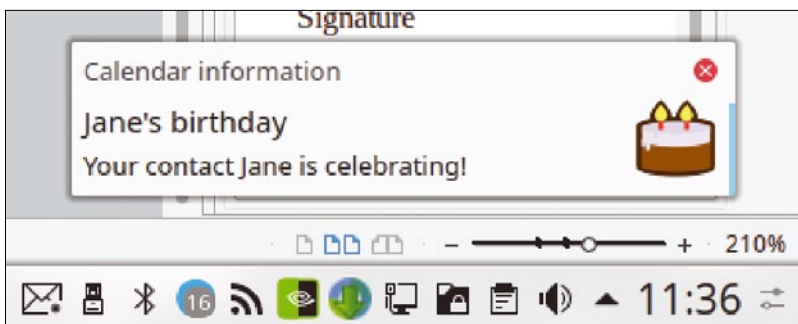 Signature
Calendar information
Jane's birthday
Your contact Jane is celebrating!
210%
16
11:36